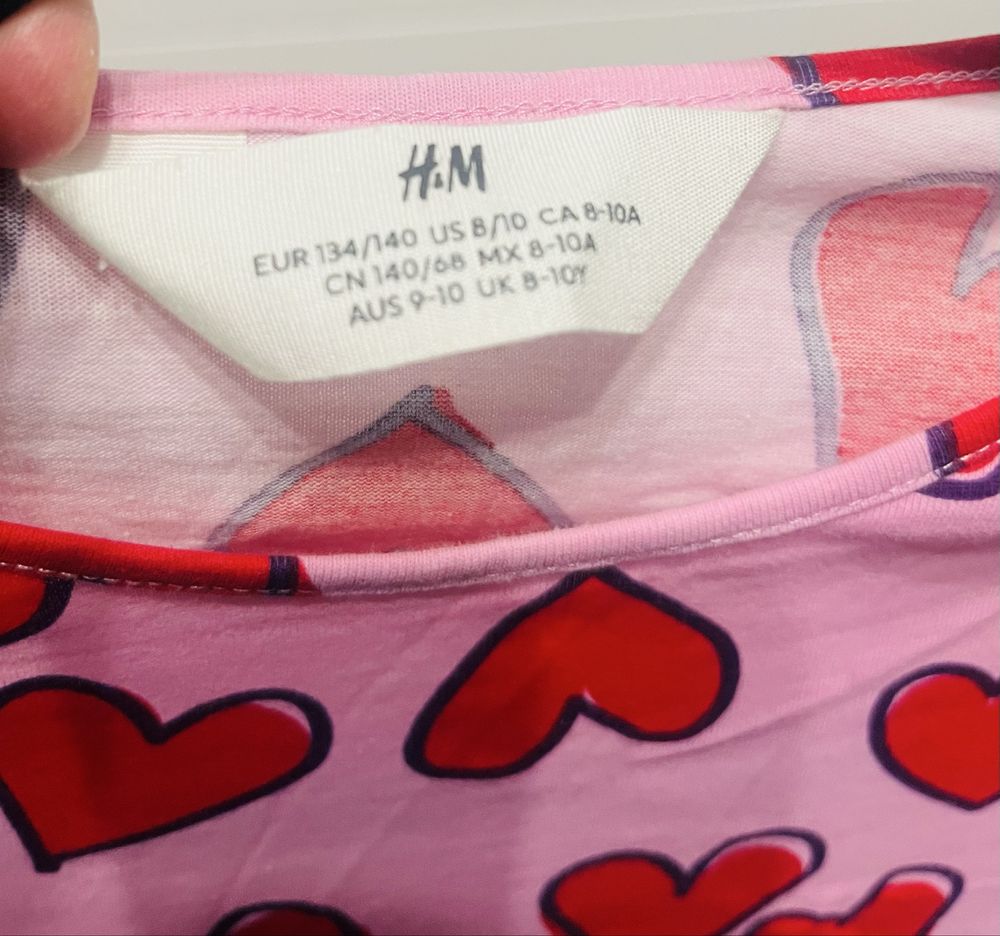 H&M
EUR 134/140 US 8/10 CA 8-10A
CN 140/68 MX 8-10A
AUS 9-10 UK 8-10Y